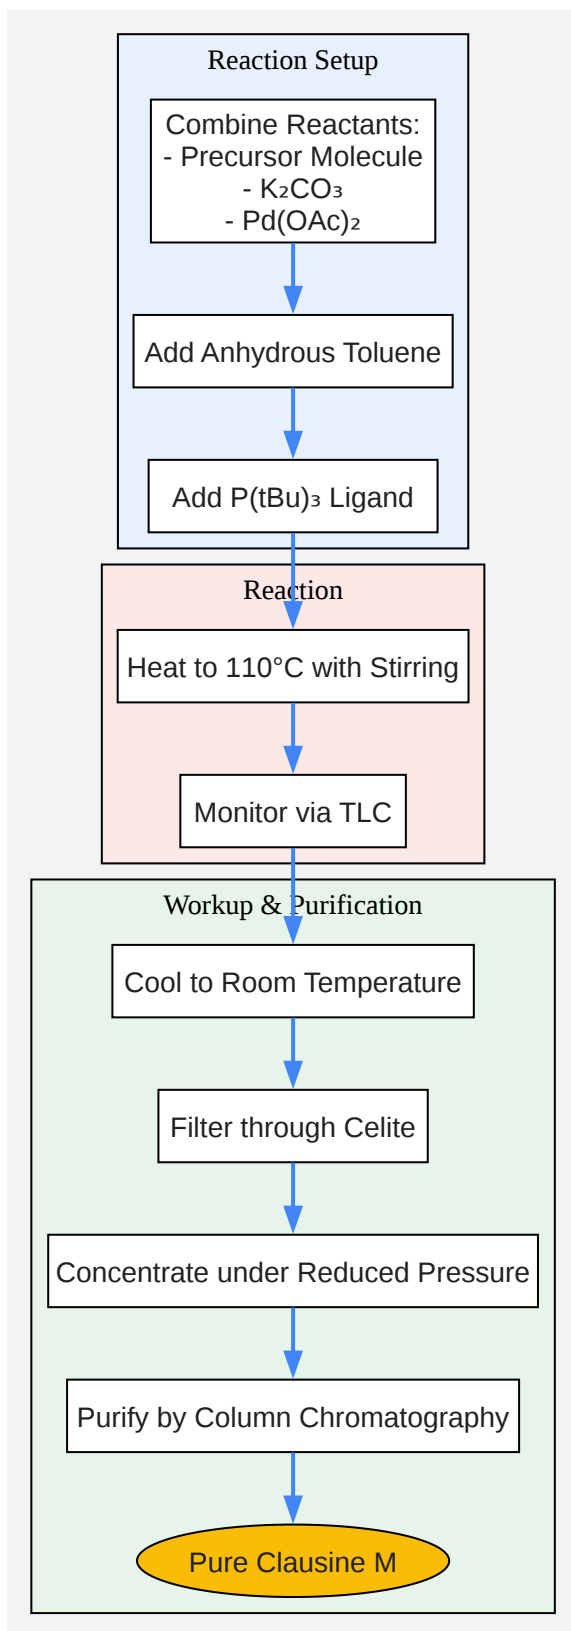 Reaction Setup
Combine Reactants:
- Precursor Molecule
- K₂CO₃
- Pd(OAc)₂
Add Anhydrous Toluene
Add P(tBu)₃ Ligand
Reaction
Heat to 110°C with Stirring
Monitor via TLC
Workup & Purification
Cool to Room Temperature
Filter through Celite
Concentrate under Reduced Pressure
Purify by Column Chromatography
Pure Clausine M